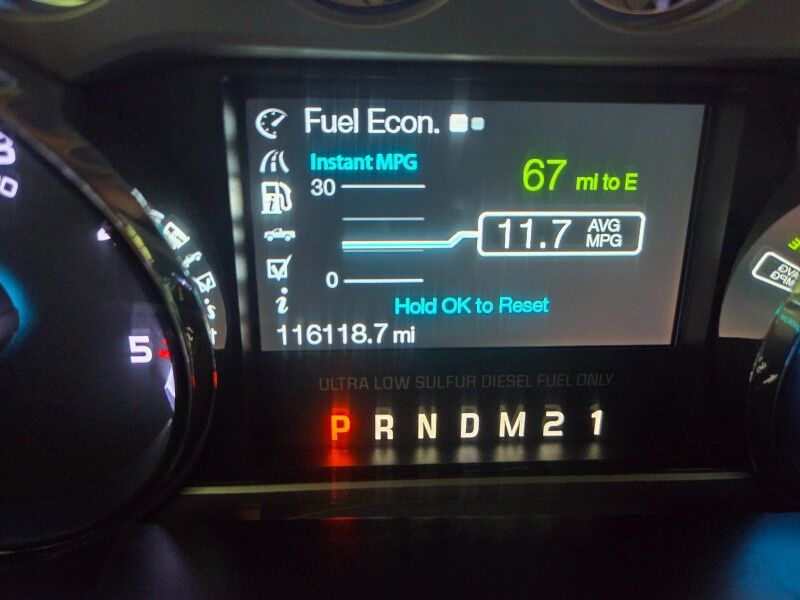 Fuel Econ.
Instant MPG
30
67 mi to E
11.7 AVG MPG
0
Hold OK to Reset
i
116118.7 mi
5
ULTRA LOW SULFUR DIESEL FUEL ONLY
P R N D M 2 1